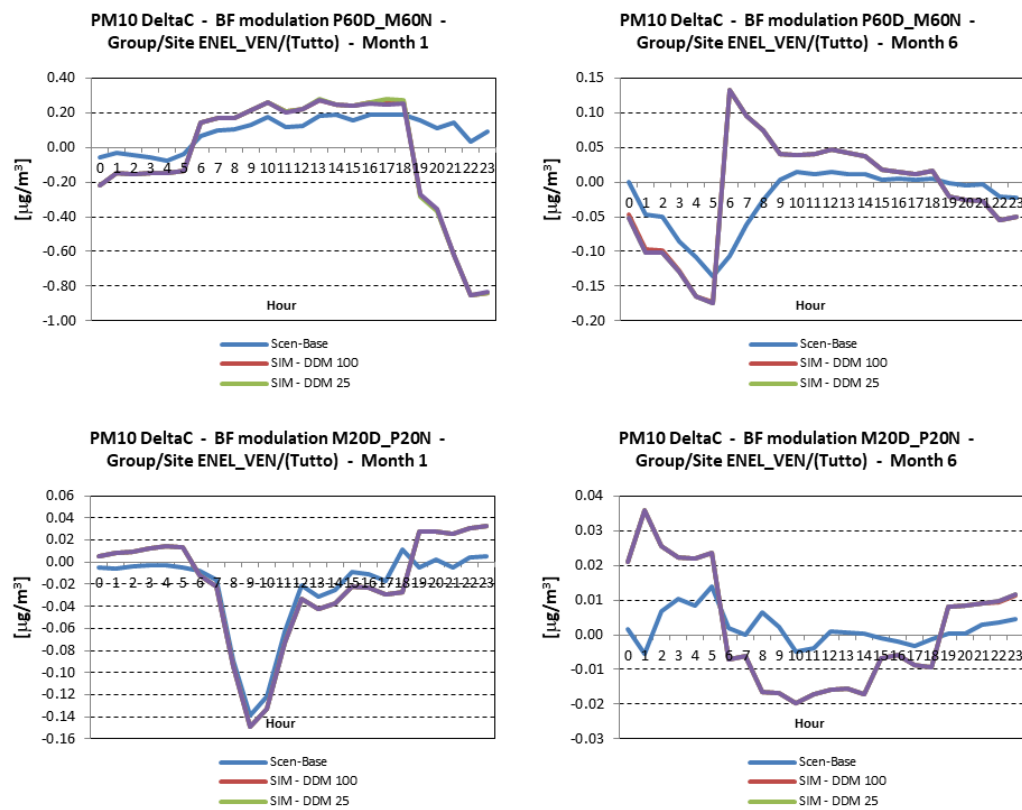 PM10 DeltaC - BF modulation P60D_M60N -
Group/Site ENEL_VEN/(Tutto) - Month 1
0.40
0.20
0.00
-0.20
-0.40
-0.60
-0.80
-1.00
[µg/m³]
0 1 2 3 4 5 6 7 8 9 10 11 12 13 14 15 16 17 18 19 20 21 22 23
Hour
Scen-Base
SIM - DDM 100
SIM - DDM 25
PM10 DeltaC - BF modulation P60D_M60N -
Group/Site ENEL_VEN/(Tutto) - Month 6
0.15
0.10
0.05
0.00
-0.05
-0.10
-0.15
-0.20
[µg/m³]
0 1 2 3 4 5 6 7 8 9 10 11 12 13 14 15 16 17 18 19 20 21 22 23
Hour
Scen-Base
SIM - DDM 100
SIM - DDM 25
PM10 DeltaC - BF modulation M20D_P20N -
Group/Site ENEL_VEN/(Tutto) - Month 1
0.06
0.04
0.02
0.00
-0.02
-0.04
-0.06
-0.08
-0.10
-0.12
-0.14
-0.16
[µg/m³]
0 1 2 3 4 5 6 7 8 9 10 11 12 13 14 15 16 17 18 19 20 21 22 23
Hour
Scen-Base
SIM - DDM 100
SIM - DDM 25
PM10 DeltaC - BF modulation M20D_P20N -
Group/Site ENEL_VEN/(Tutto) - Month 6
0.04
0.03
0.02
0.01
0.00
-0.01
-0.02
-0.03
[µg/m³]
0 1 2 3 4 5 6 7 8 9 10 11 12 13 14 15 16 17 18 19 20 21 22 23
Hour
Scen-Base
SIM - DDM 100
SIM - DDM 25